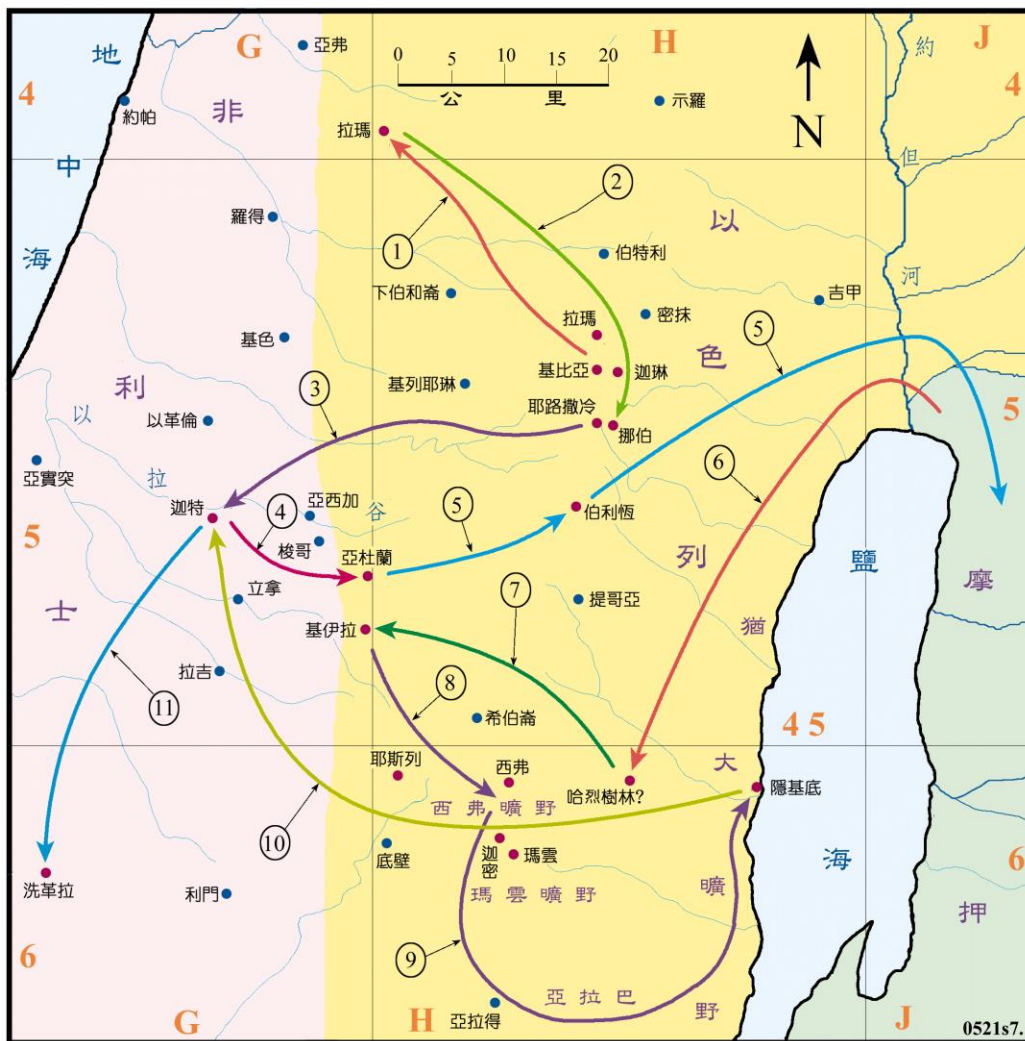 G
H
J
4
地中海
非利士
亞弗
0 5 10 15 20
公里
示羅
N
約但河
4
約帕
拉瑪
②
羅得
①
伯特利
以色列
下伯和崙
吉甲
密抹
拉瑪
基色
⑤
基比亞
迦琳
③
基列耶琳
耶路撒冷
挪伯
以革倫
以拉谷
5
亞實突
⑥
迦特
④
亞西加
⑤
伯利恆
5
梭哥
亞杜蘭
鹽海
摩押
立拿
⑦
提哥亞
猶大曠野
基伊拉
拉吉
⑧
⑪
希伯崙
4 5
耶斯列
西弗
哈烈樹林?
隱基底
西弗曠野
⑩
底壁
迦密
瑪雲
6
洗革拉
利門
瑪雲曠野
6
⑨
亞拉巴
亞拉得
G
H
J
0521s7.